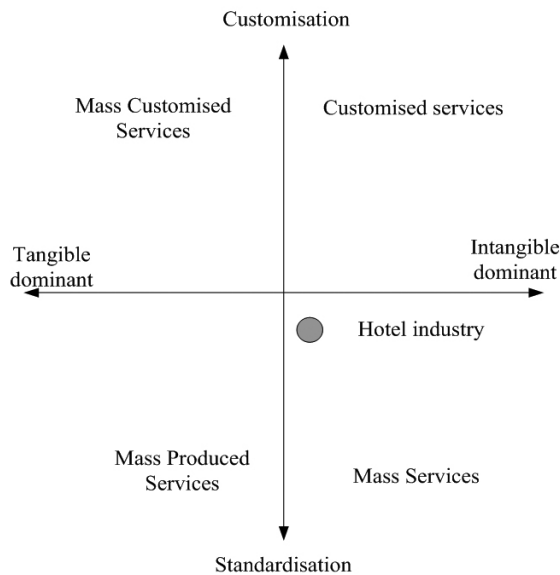 Customisation
Mass Customised
Services
Customised services
Tangible
dominant
Intangible
dominant
Hotel industry
Mass Produced
Services
Mass Services
Standardisation